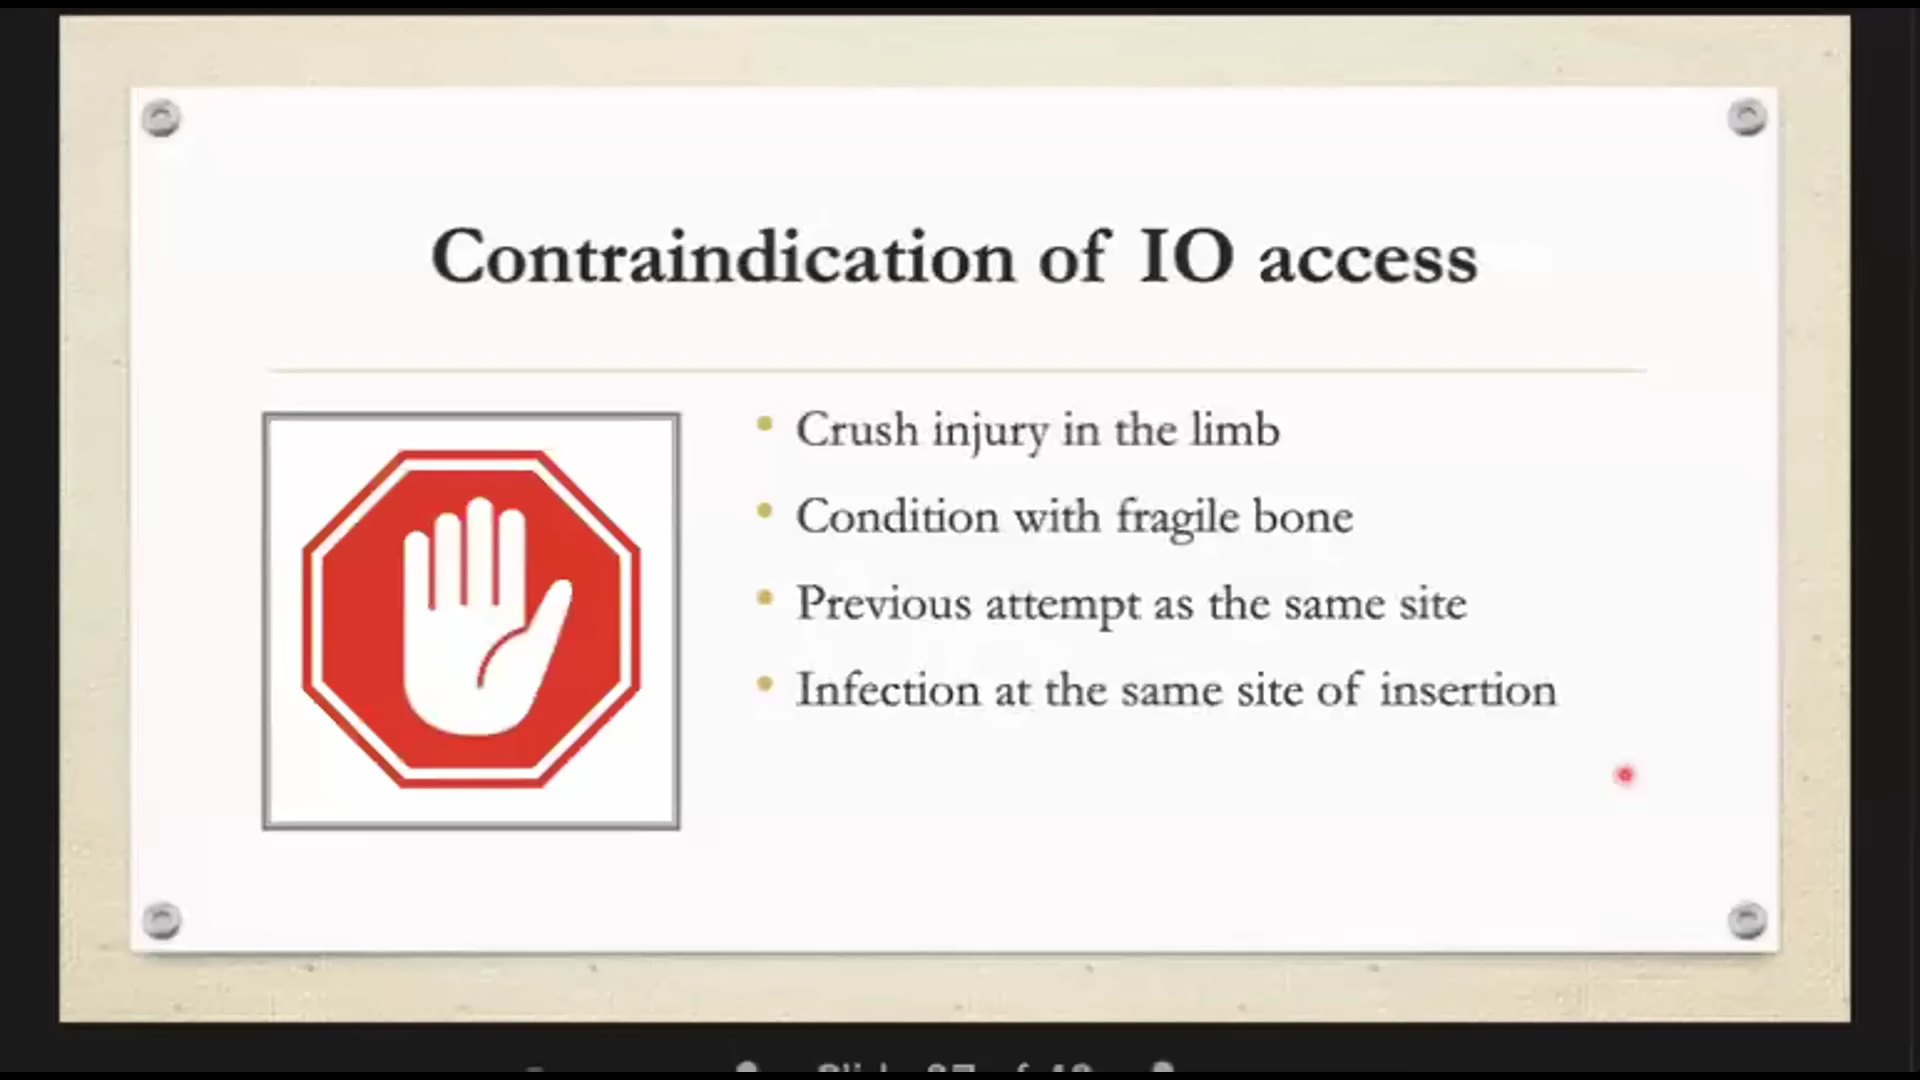 Contraindication of IO access
Crush injury in the limb
Condition with fragile bone
Previous attempt as the same site
Infection at the same site of insertion